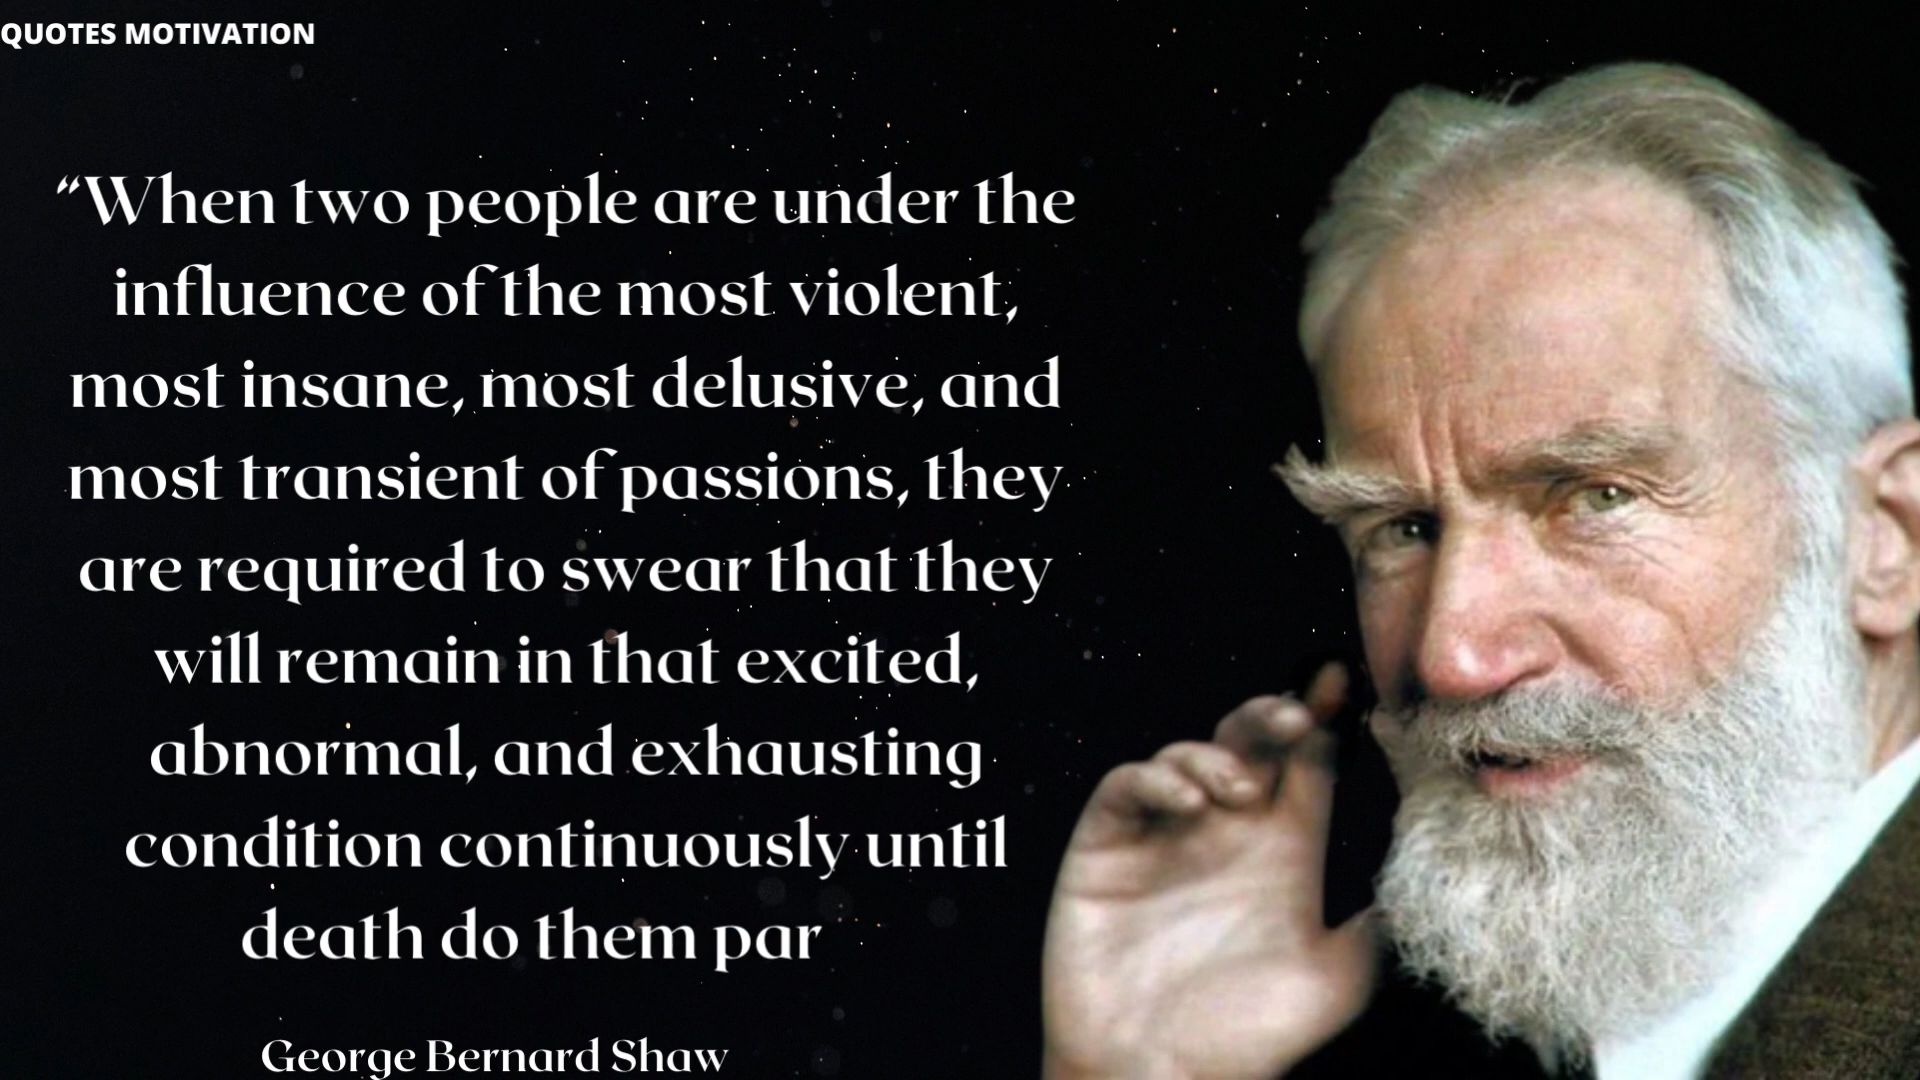 QUOTES MOTIVATION
“When two people are under the
influence of the most violent,
most insane, most delusive, and
most transient of passions, they
are required to swear that they
will remain in that excited,
abnormal, and exhausting
condition continuously until
death do them par
George Bernard Shaw